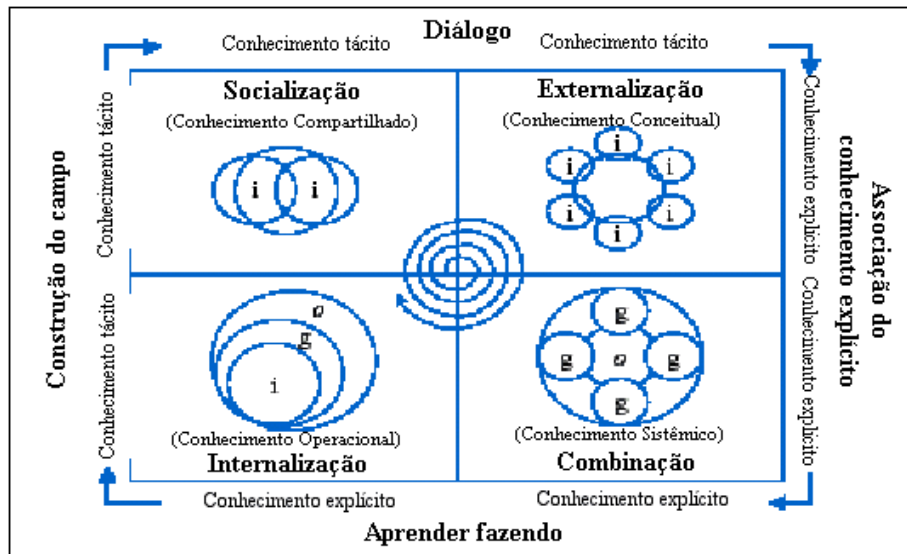 Diálogo
Conhecimento tácito
Conhecimento tácito
Socialização
(Conhecimento Compartilhado)
i
i
Externalização
(Conhecimento Conceitual)
i
i
i
i
i
i
Construção do campo
Conhecimento tácito
Conhecimento tácito
Associação do
conhecimento explícito
Conhecimento explícito
Conhecimento explícito
o
g
i
(Conhecimento Operacional)
Internalização
g
g
o
g
g
(Conhecimento Sistêmico)
Combinação
Conhecimento explícito
Conhecimento explícito
Aprender fazendo